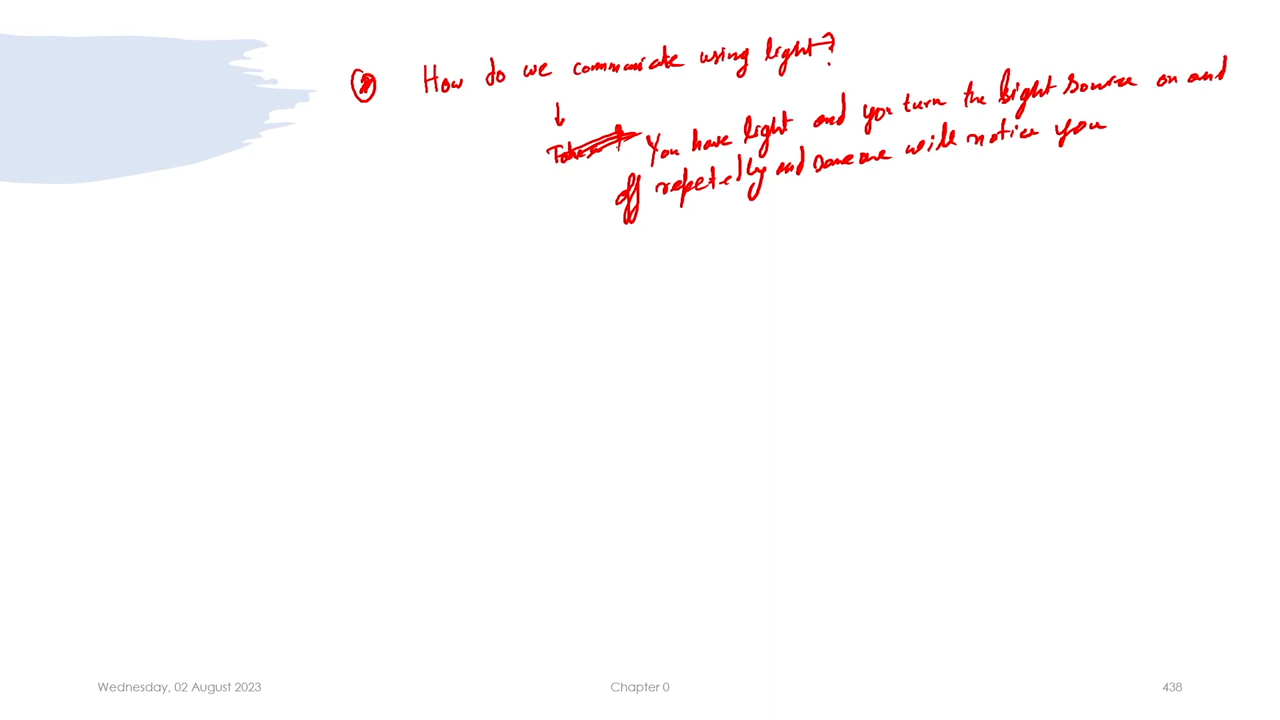 How do we communicate using light?
You have light and you turn the light source on and
off repetedly and someone will notice you
Wednesday, 02 August 2023
Chapter 0
438